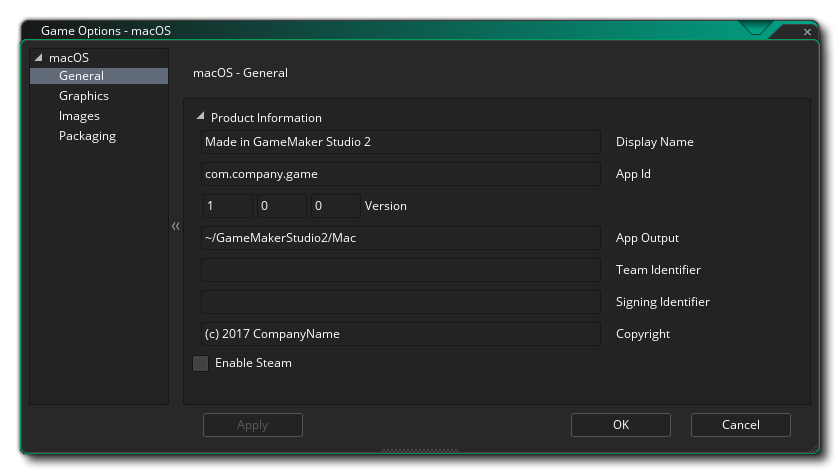 Game Options - macOS
macOS
General
Graphics
Images
Packaging
macOS - General
Product Information
Made in GameMaker Studio 2 Display Name
com.company.game App Id
1 0 0 Version
~/GameMakerStudio2/Mac App Output
Team Identifier
Signing Identifier
(c) 2017 CompanyName Copyright
Enable Steam
Apply OK Cancel